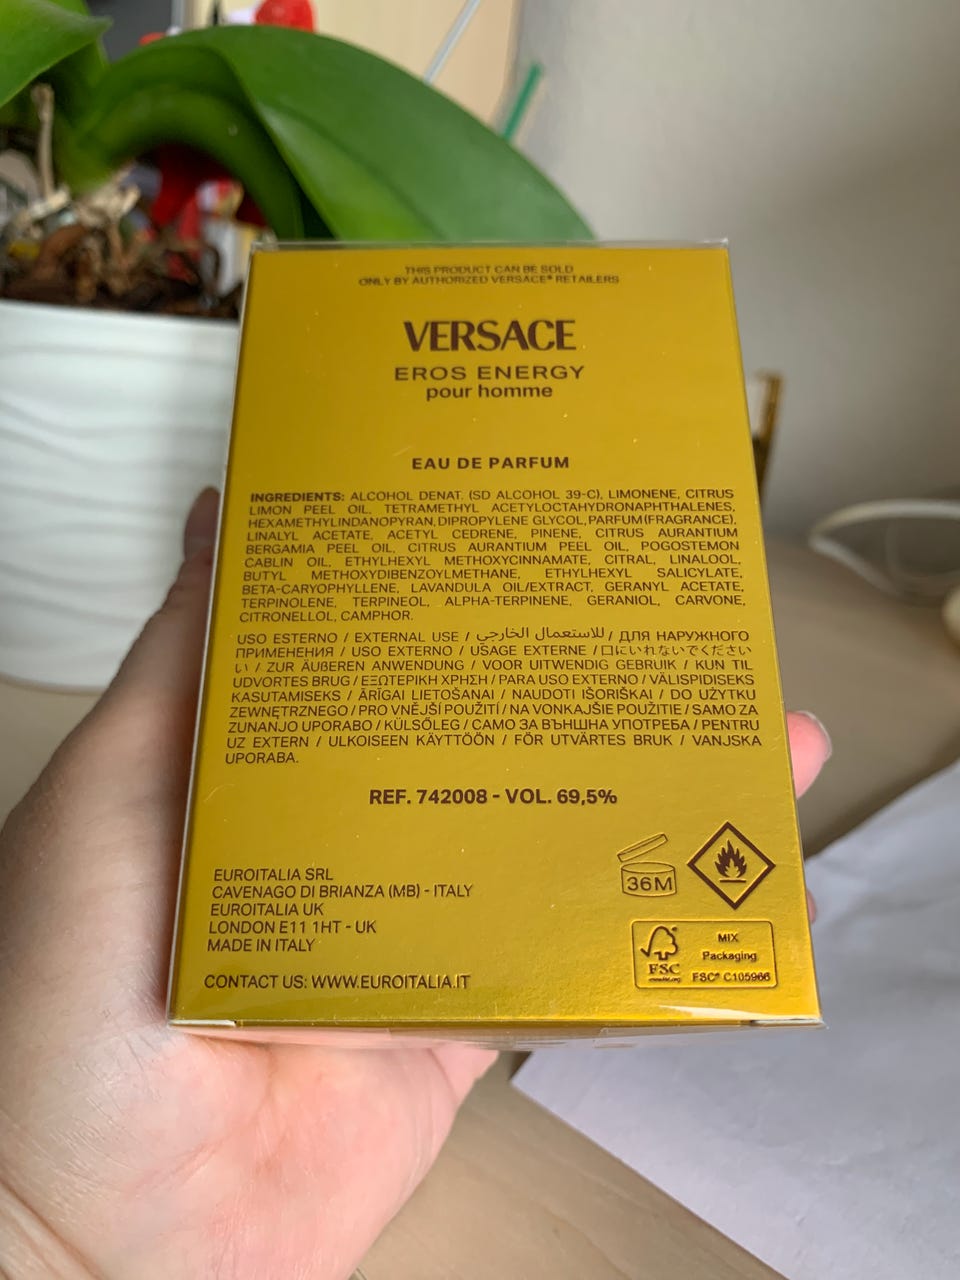 THIS PRODUCT CAN BE SOLD
ONLY BY AUTHORIZED VERSACE® RETAILERS
VERSACE
EROS ENERGY
pour homme
EAU DE PARFUM
INGREDIENTS: ALCOHOL DENAT. (SD ALCOHOL 39-C), LIMONENE, CITRUS
LIMON PEEL OIL, TETRAMETHYL ACETYLOCTAHYDRONAPHTHALENES,
HEXAMETHYLINDANOPYRAN, DIPROPYLENE GLYCOL, PARFUM (FRAGRANCE),
LINALYL ACETATE, ACETYL CEDRENE, PINENE, CITRUS AURANTIUM
BERGAMIA PEEL OIL, CITRUS AURANTIUM PEEL OIL, POGOSTEMON
CABLIN OIL, ETHYLHEXYL METHOXYCINNAMATE, CITRAL, LINALOOL,
BUTYL METHOXYDIBENZOYLMETHANE, ETHYLHEXYL SALICYLATE,
BETA-CARYOPHYLLENE, LAVANDULA OIL/EXTRACT, GERANYL ACETATE,
TERPINOLENE, TERPINEOL, ALPHA-TERPINENE, GERANIOL, CARVONE,
CITRONELLOL, CAMPHOR.
USO ESTERNO / EXTERNAL USE / للاستعمال الخارجي / ДЛЯ НАРУЖНОГО
ПРИМЕНЕНИЯ / USO EXTERNO / USAGE EXTERNE / 口にいれないでくださ
い / ZUR ÄUßEREN ANWENDUNG / VOOR UITWENDIG GEBRUIK / KUN TIL
UDVORTES BRUG / ΕΞΩΤΕΡΙΚΗ ΧΡΗΣΗ / PARA USO EXTERNO / VÄLISPIDISEKS
KASUTAMISEKS / ĀRĪGAI LIETOŠANAI / NAUDOTI IŠORIŠKAI / DO UŻYTKU
ZEWNĘTRZNEGO / PRO VNĚJŠÍ POUŽITÍ / NA VONKAJŠIE POUŽITIE / SAMO ZA
ZUNANJO UPORABO / KÜLSŐLEG / САМО ЗА ВЪНШНА УПОТРЕБА / PENTRU
UZ EXTERN / ULKOISEEN KÄYTTÖÖN / FÖR UTVÄRTES BRUK / VANJSKA
UPORABA.
REF. 742008 - VOL. 69,5%
EUROITALIA SRL
CAVENAGO DI BRIANZA (MB) - ITALY
EUROITALIA UK
LONDON E11 1HT - UK
MADE IN ITALY
CONTACT US: WWW.EUROITALIA.IT
36M
FSC
MIX
Packaging
FSC® C105966